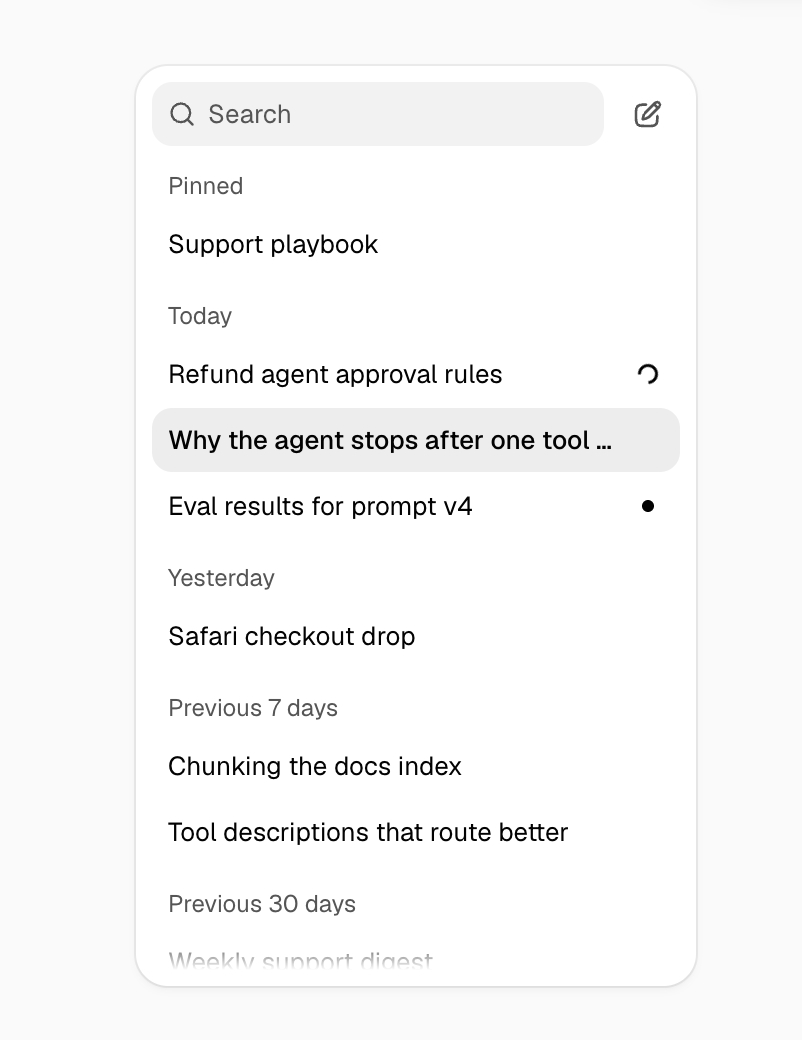 Search
Pinned
Support playbook
Today
Refund agent approval rules
Why the agent stops after one tool ...
Eval results for prompt v4
Yesterday
Safari checkout drop
Previous 7 days
Chunking the docs index
Tool descriptions that route better
Previous 30 days
Weekly support digest